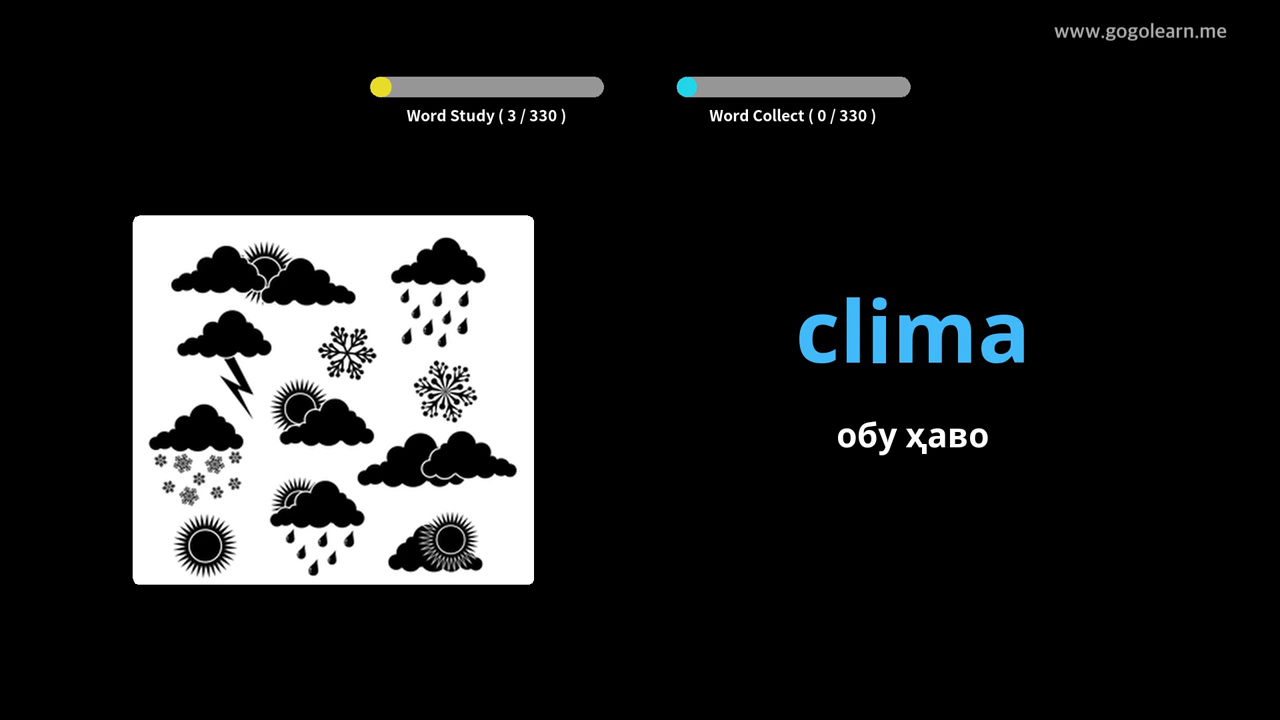 www.gogolearn.me
Word Study ( 3 / 330 )
Word Collect ( 0 / 330 )
clima
обу ҳаво